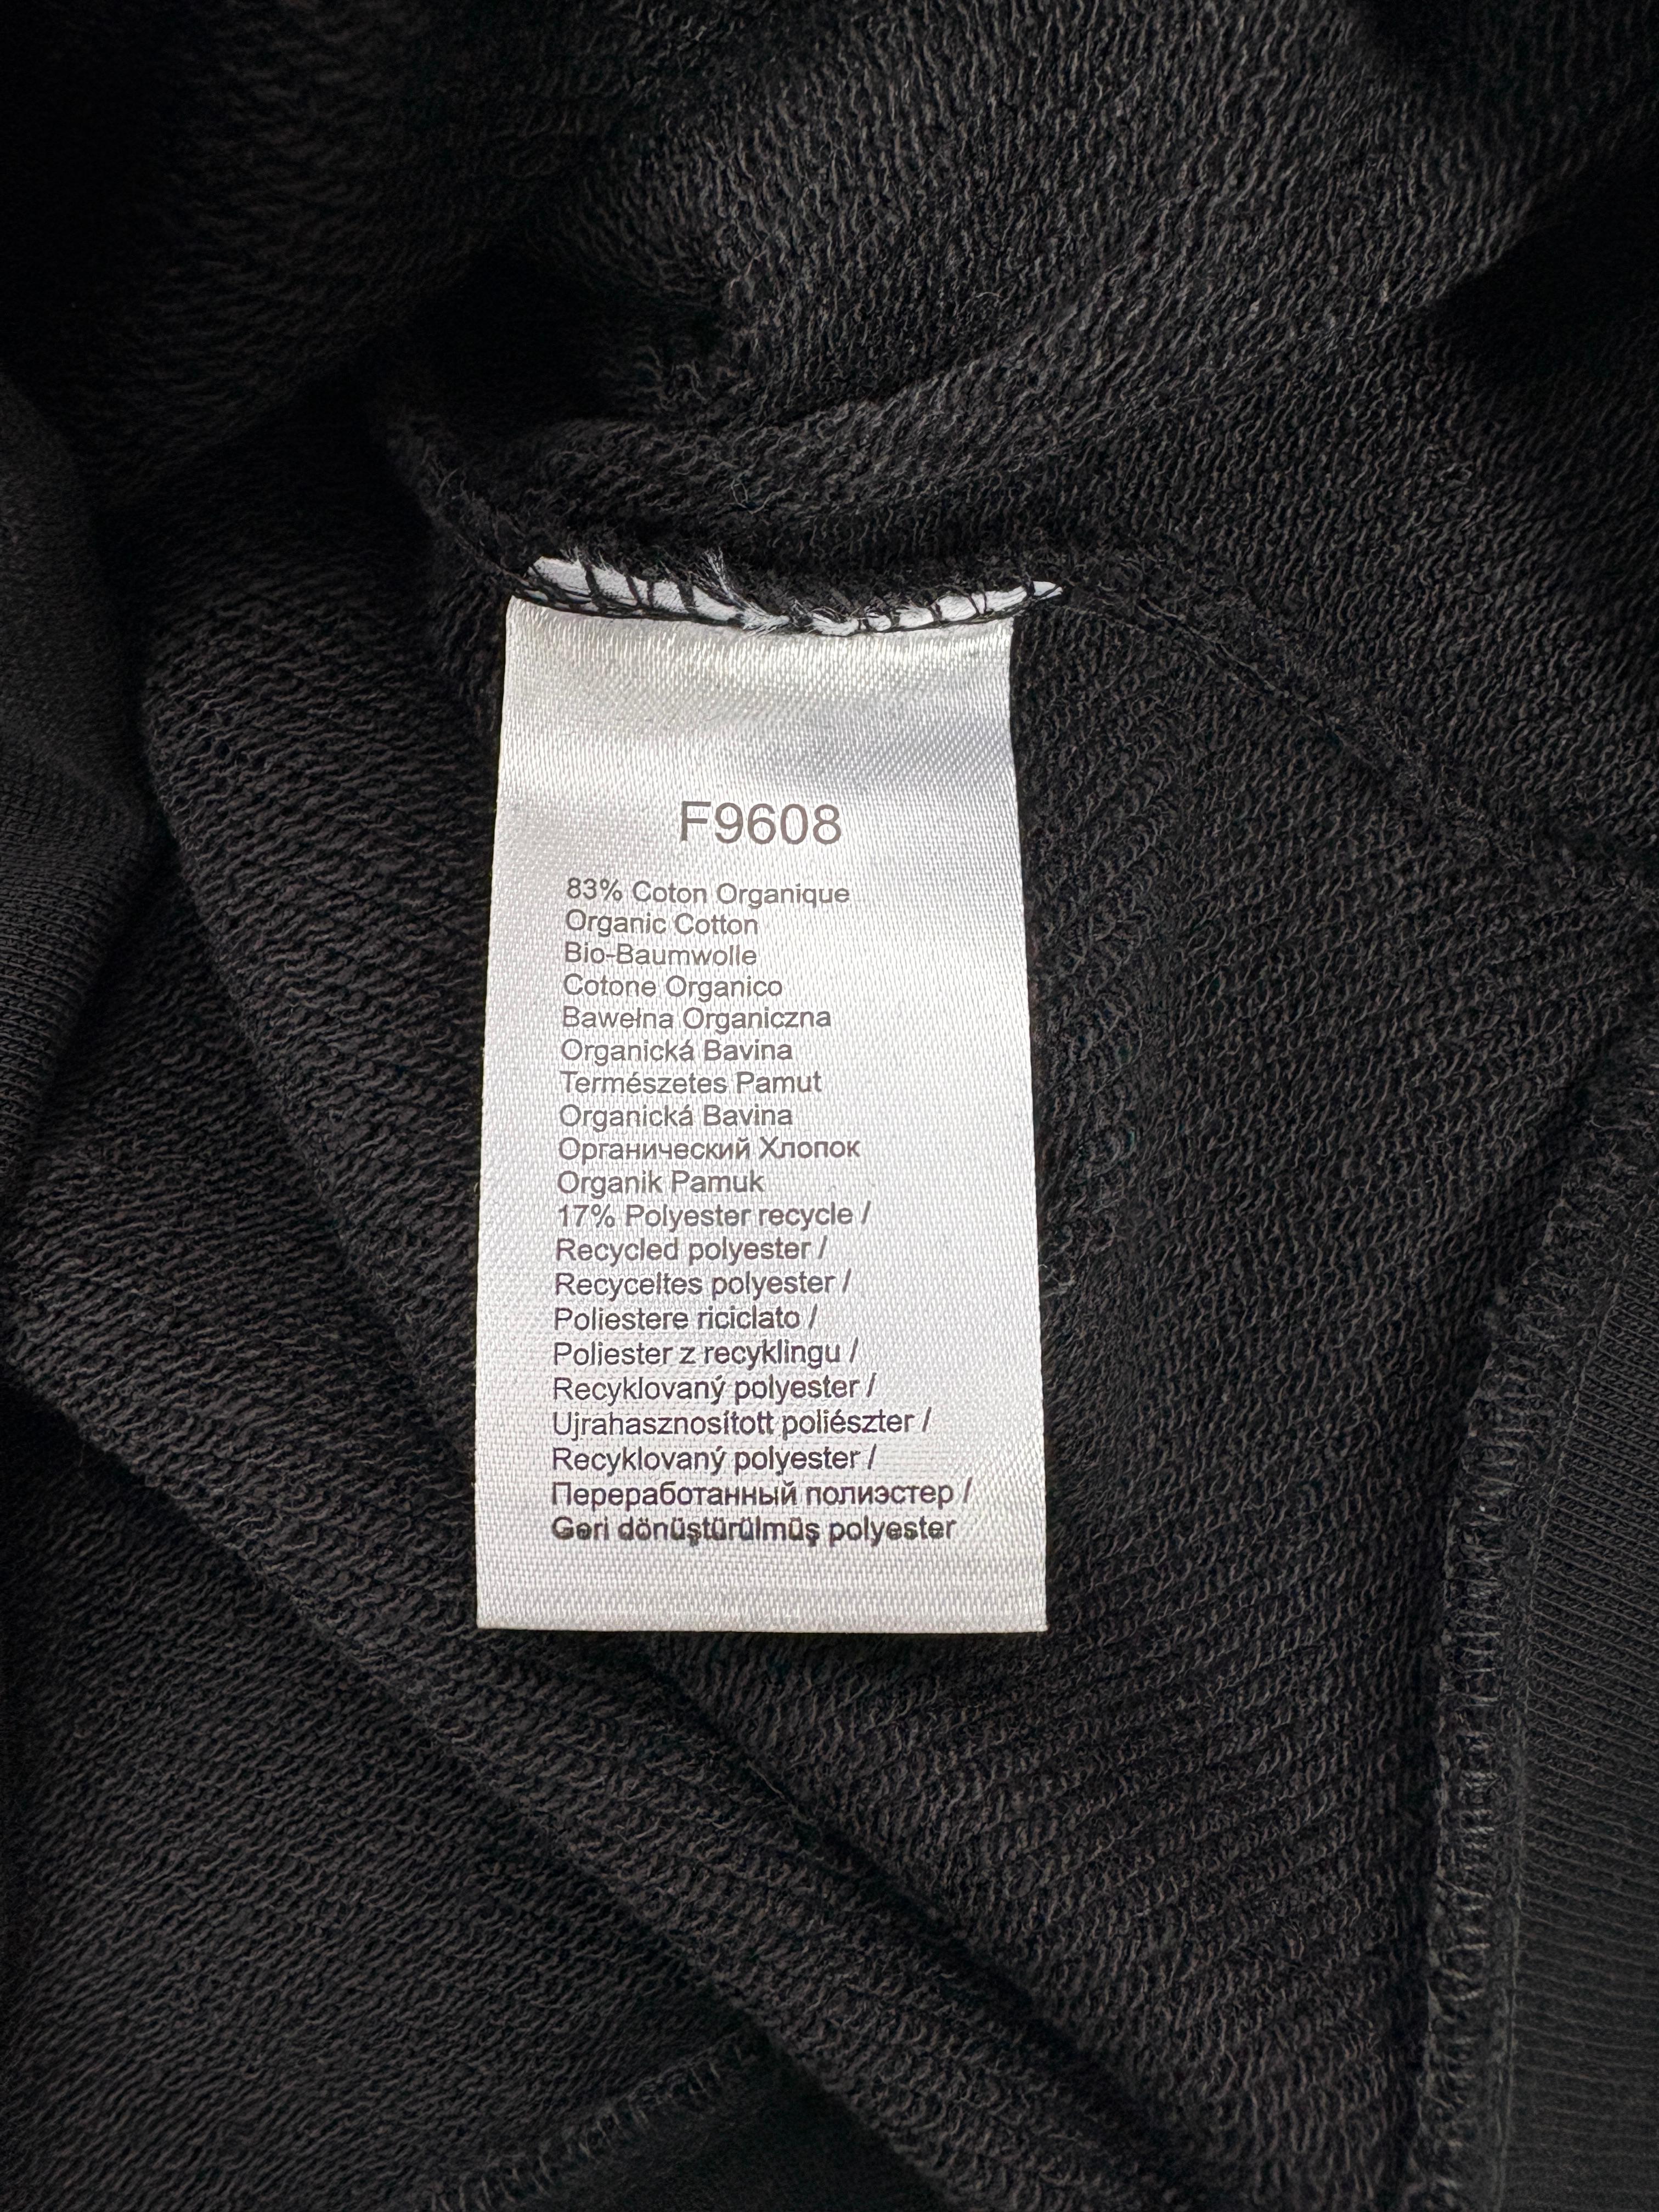 F9608
83% Coton Organique
Organic Cotton
Bio-Baumwolle
Cotone Organico
Bawełna Organiczna
Organická Bavina
Természetes Pamut
Organická Bavina
Органический Хлопок
Organik Pamuk
17% Polyester recycle /
Recycled polyester /
Recyceltes polyester /
Poliestere riciclato /
Poliester z recyklingu /
Recyklovaný polyester /
Ujrahasznosított poliészter /
Recyklovaný polyester /
Переработанный полиэстер /
Geri dönüştürülmüş polyester